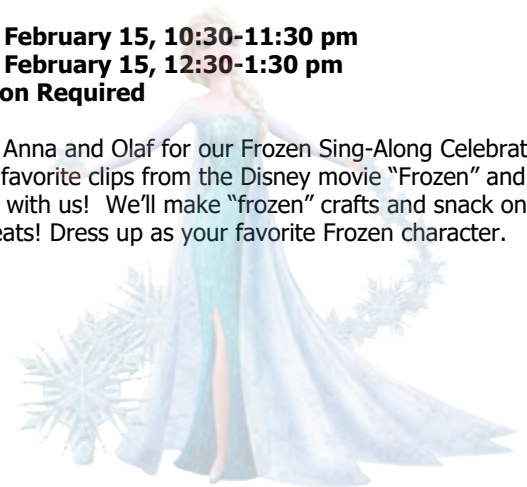 February 15, 10:30-11:30 pm
February 15, 12:30-1:30 pm
on Required
Anna and Olaf for our Frozen Sing-Along Celebrat
favorite clips from the Disney movie “Frozen” and
with us!  We’ll make “frozen” crafts and snack on
eats! Dress up as your favorite Frozen character.